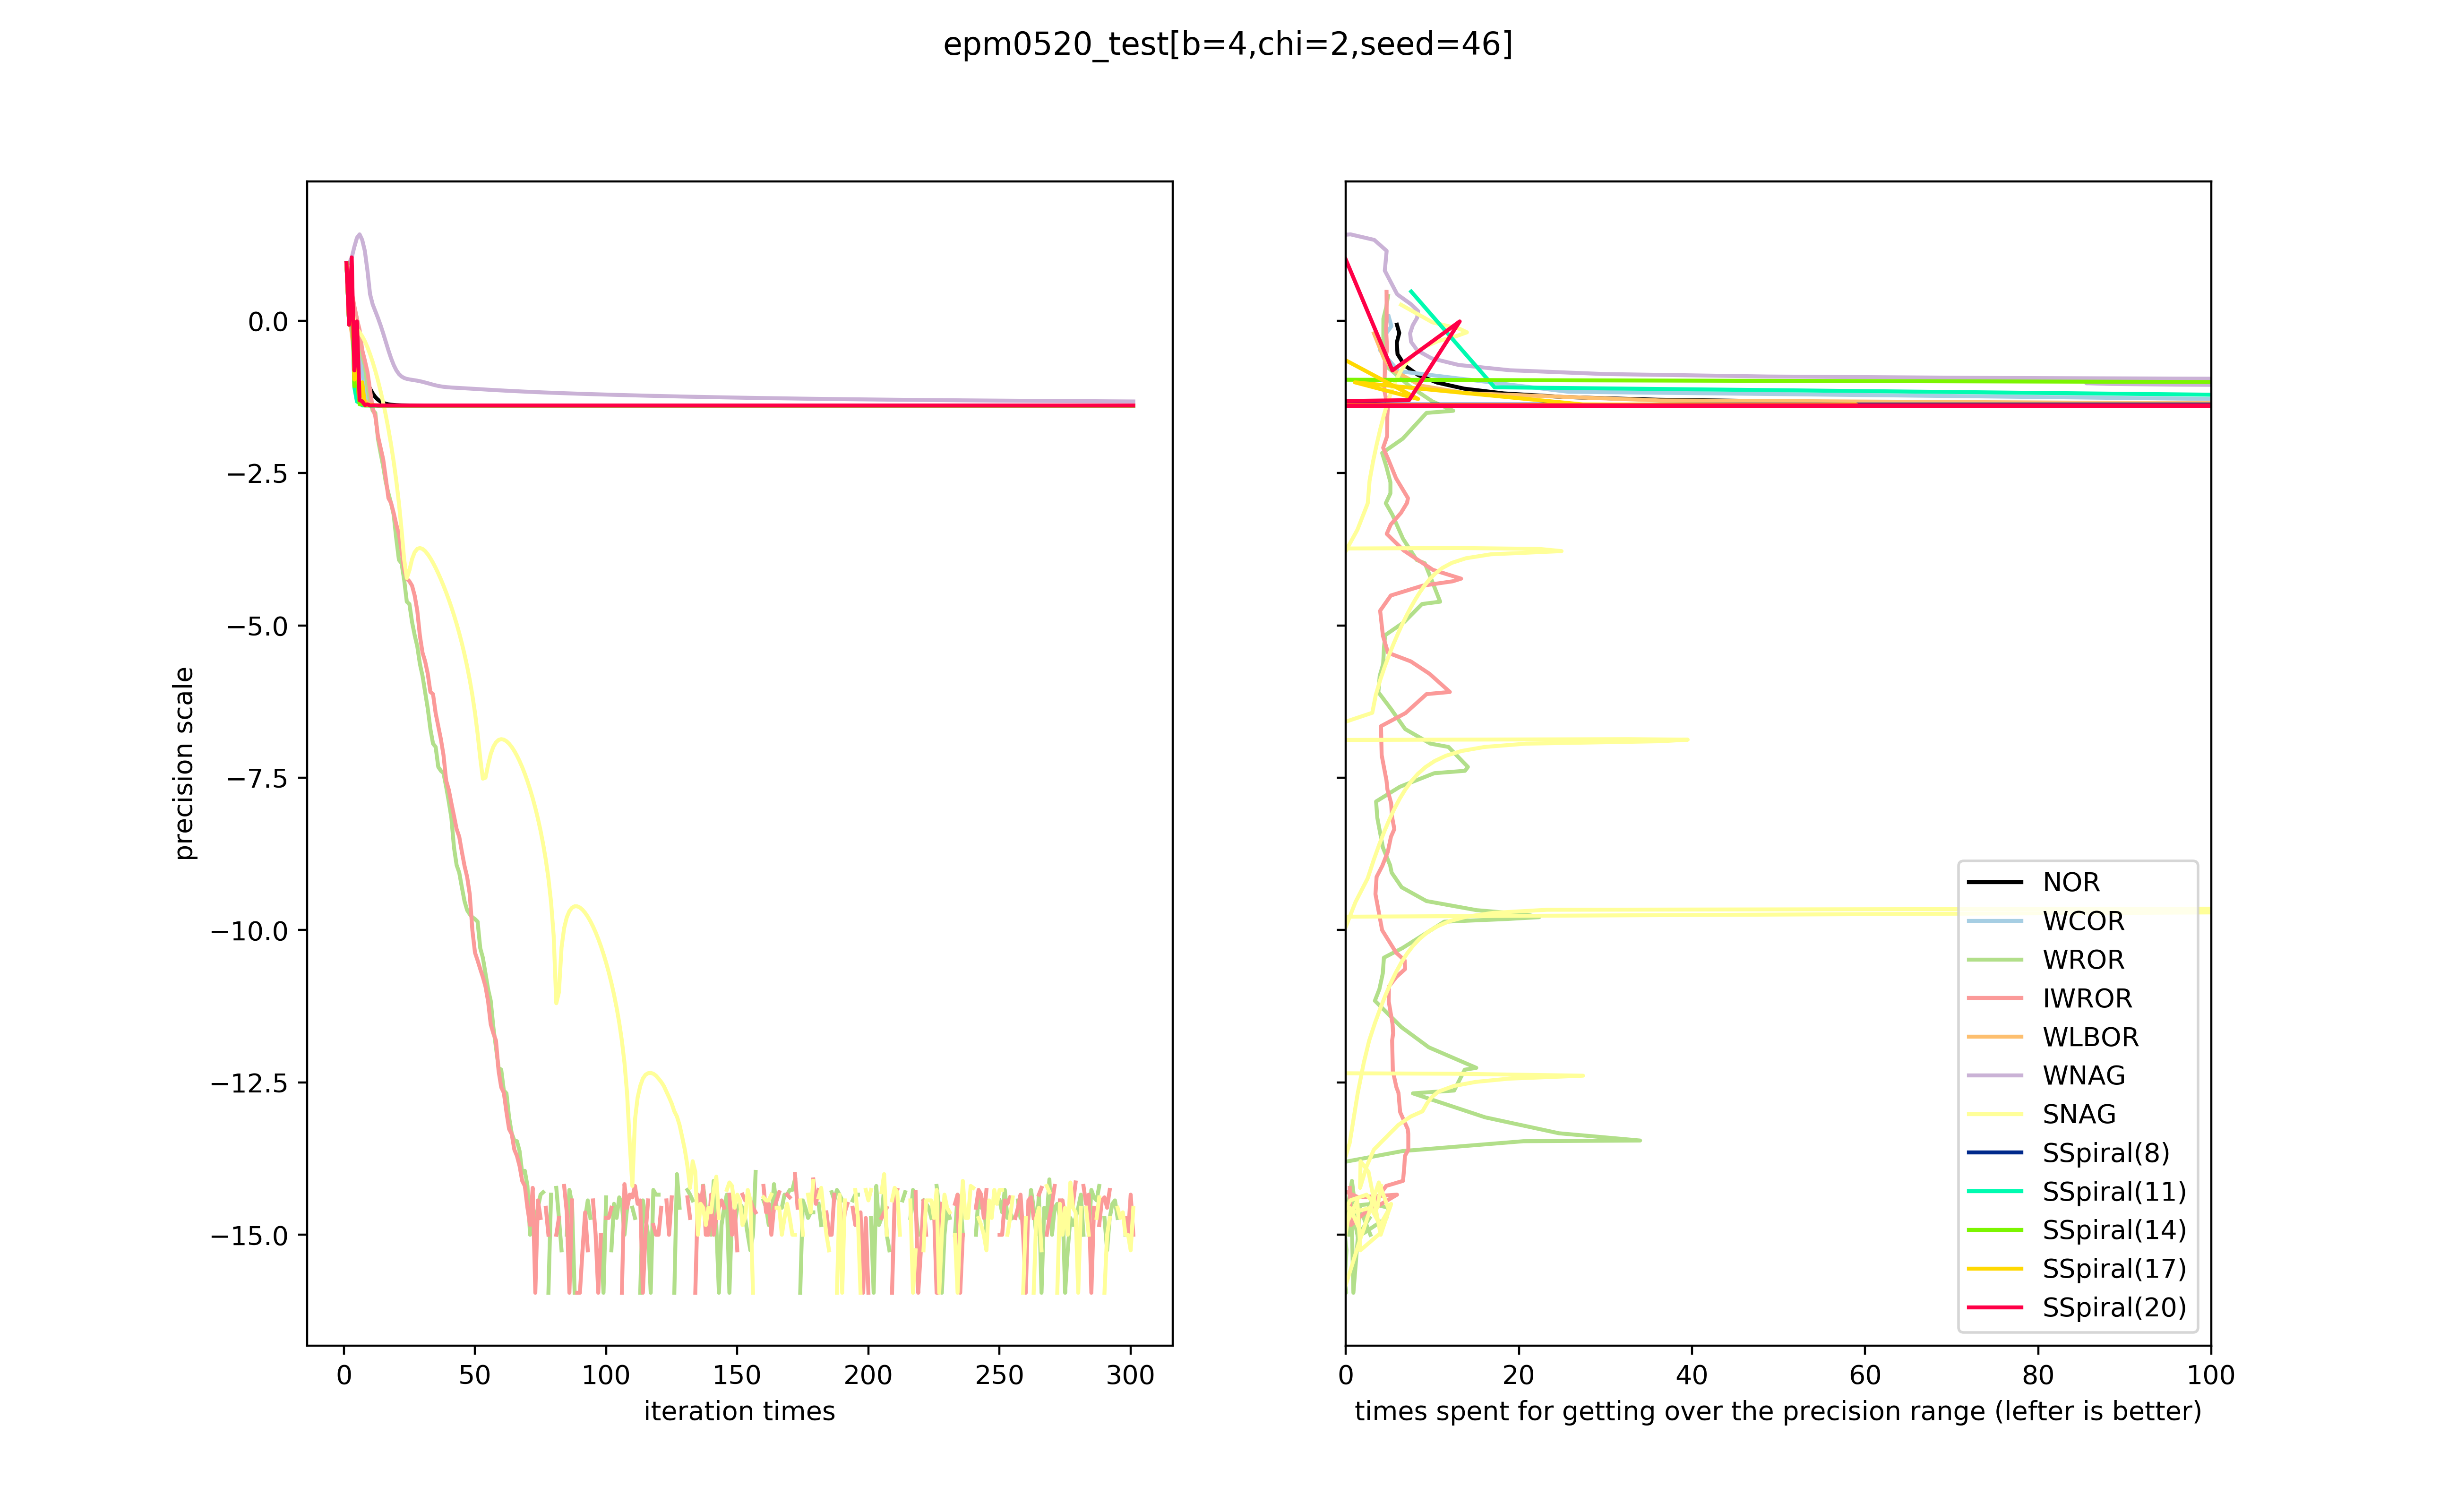 epm0520_test[b=4,chi=2,seed=46]
precision scale
0.0
−2.5
−5.0
−7.5
−10.0
−12.5
−15.0
0 50 100 150 200 250 300
iteration times
0 20 40 60 80 100
times spent for getting over the precision range (lefter is better)
NOR
WCOR
WROR
IWROR
WLBOR
WNAG
SNAG
SSpiral(8)
SSpiral(11)
SSpiral(14)
SSpiral(17)
SSpiral(20)